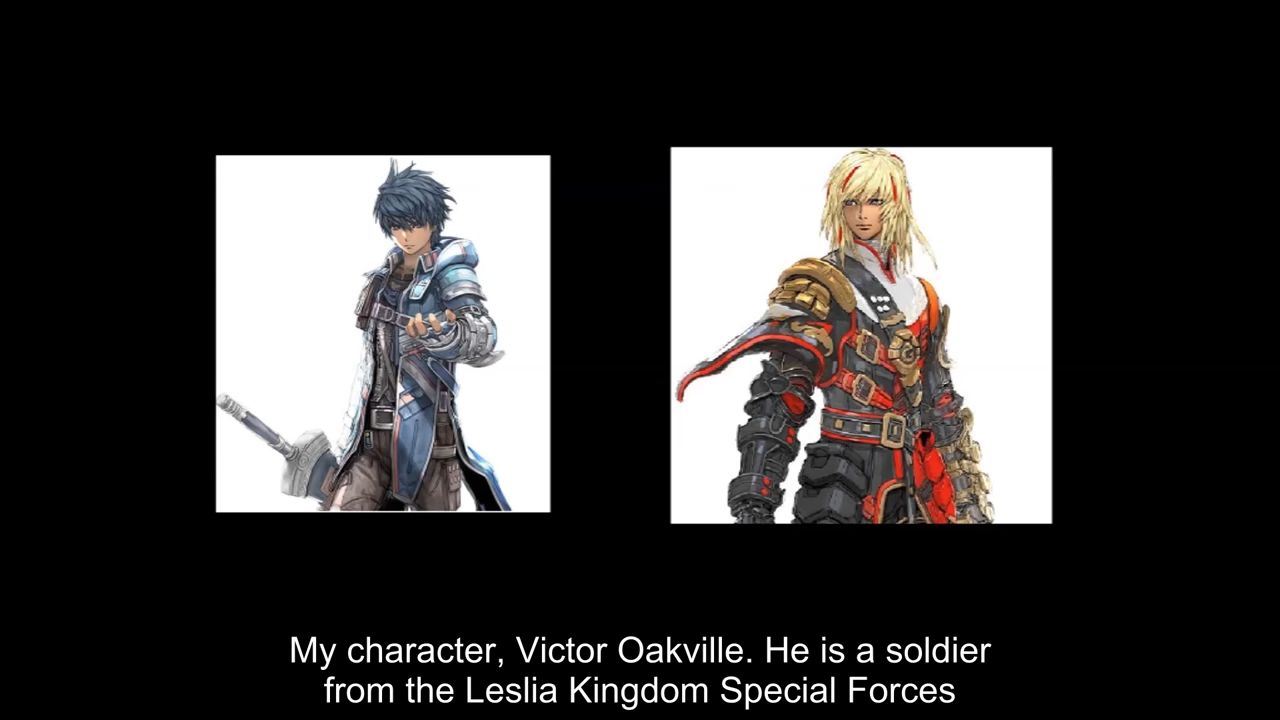 My character, Victor Oakville. He is a soldier
from the Leslia Kingdom Special Forces